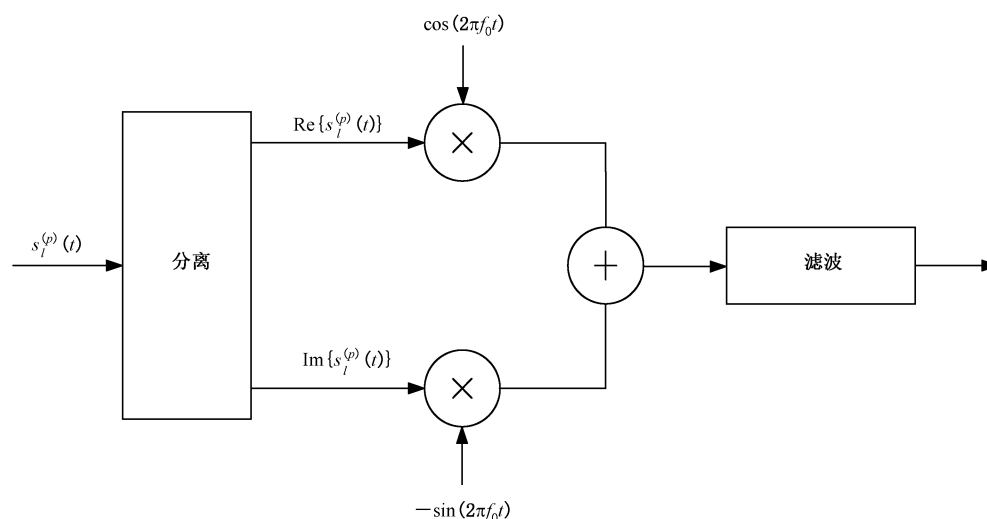 cos(2πf₀t)
Re{s_l^(p)(t)}
s_l^(p)(t)
分离
滤波
Im{s_l^(p)(t)}
−sin(2πf₀t)